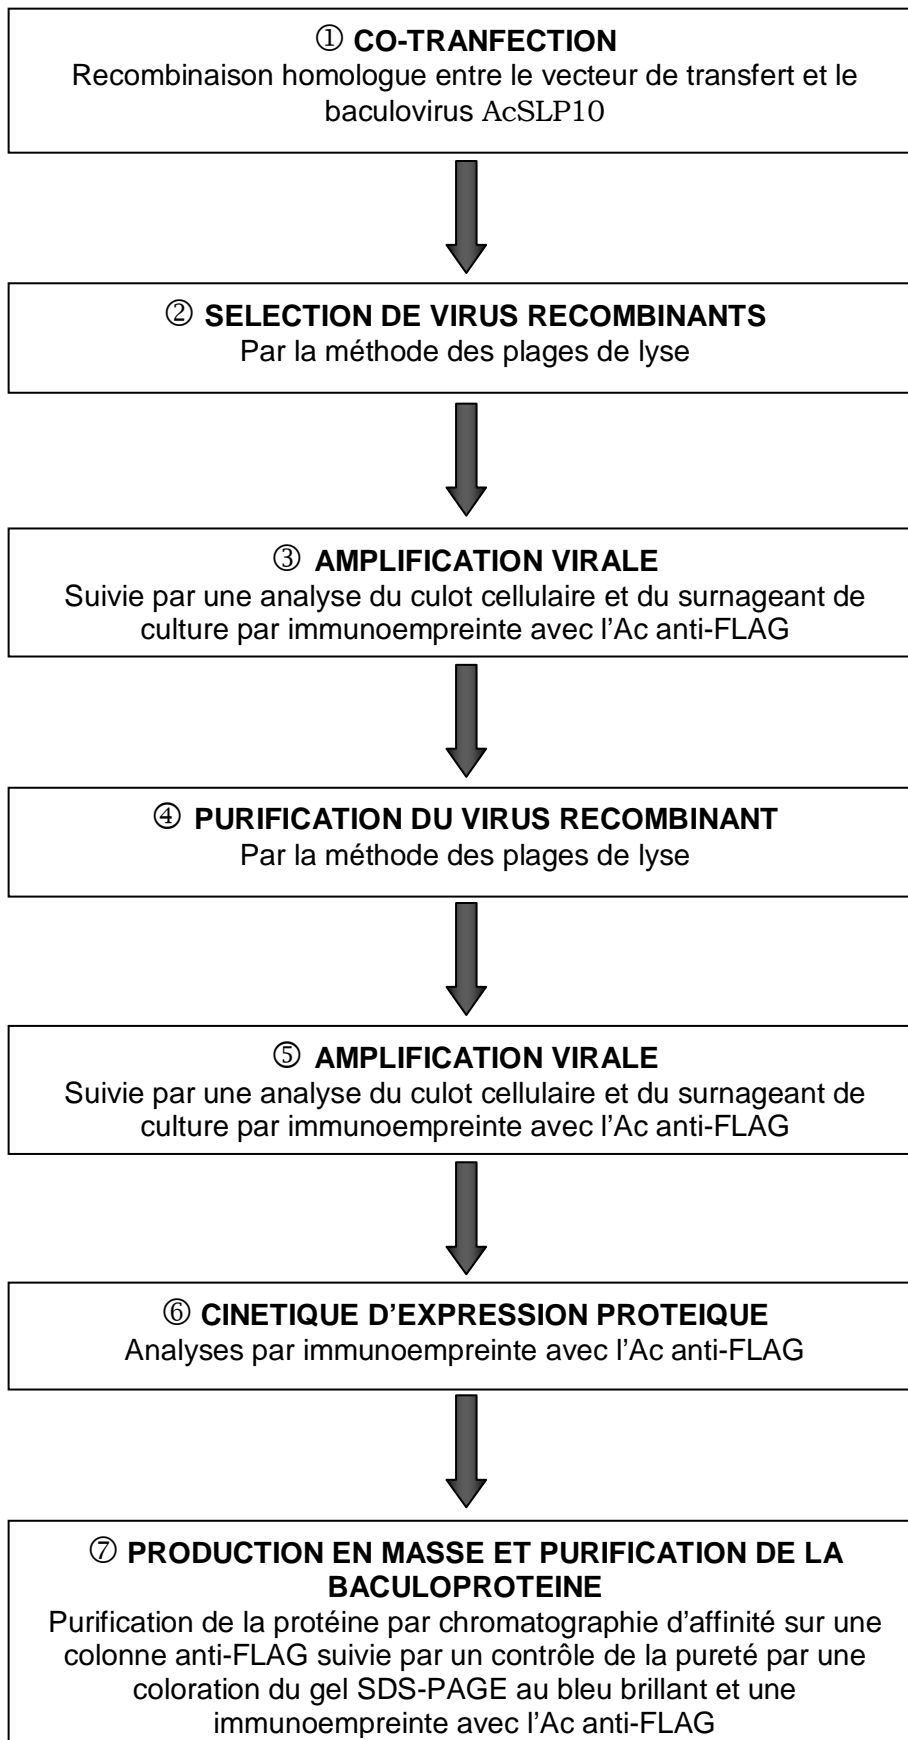 ① CO-TRANFECTION
Recombinaison homologue entre le vecteur de transfert et le
baculovirus AcSLP10
② SELECTION DE VIRUS RECOMBINANTS
Par la méthode des plages de lyse
③ AMPLIFICATION VIRALE
Suivie par une analyse du culot cellulaire et du surnageant de
culture par immunoempreinte avec l'Ac anti-FLAG
④ PURIFICATION DU VIRUS RECOMBINANT
Par la méthode des plages de lyse
⑤ AMPLIFICATION VIRALE
Suivie par une analyse du culot cellulaire et du surnageant de
culture par immunoempreinte avec l'Ac anti-FLAG
⑥ CINETIQUE D'EXPRESSION PROTEIQUE
Analyses par immunoempreinte avec l'Ac anti-FLAG
⑦ PRODUCTION EN MASSE ET PURIFICATION DE LA
BACULOPROTEINE
Purification de la protéine par chromatographie d'affinité sur une
colonne anti-FLAG suivie par un contrôle de la pureté par une
coloration du gel SDS-PAGE au bleu brillant et une
immunoempreinte avec l'Ac anti-FLAG